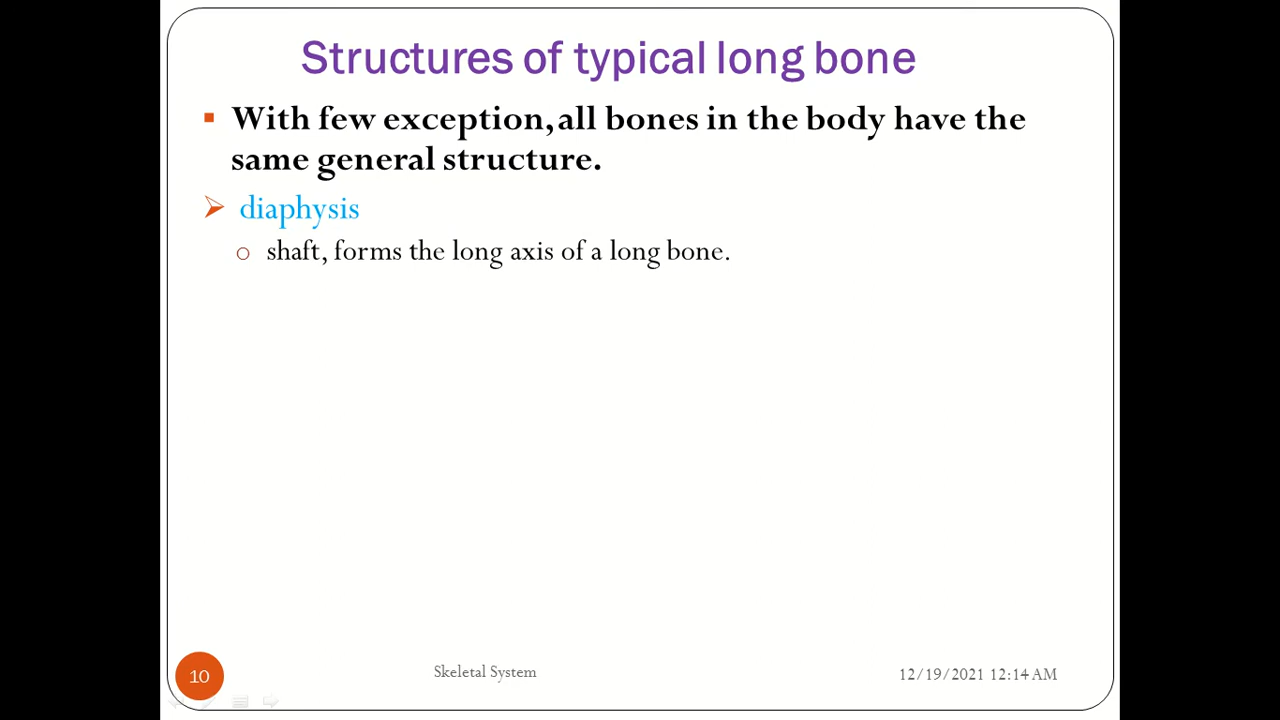 Structures of typical long bone
▪ With few exception, all bones in the body have the
same general structure.
➢ diaphysis
o shaft, forms the long axis of a long bone.
10
Skeletal System
12/19/2021 12:14 AM